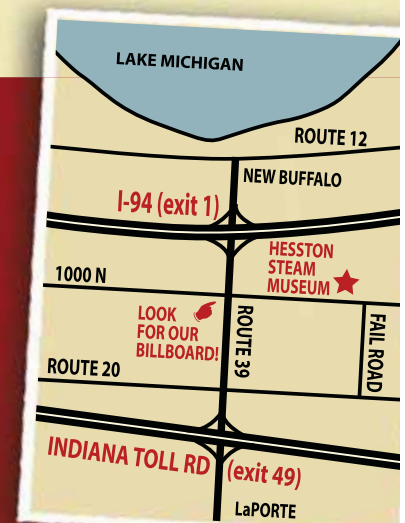 LAKE MICHIGAN
ROUTE 12
NEW BUFFALO
I-94 (exit 1)
HESSTON
STEAM
MUSEUM
1000 N
LOOK
FOR OUR
BILLBOARD!
ROUTE 39
FAIL ROAD
ROUTE 20
INDIANA TOLL RD (exit 49)
LaPORTE